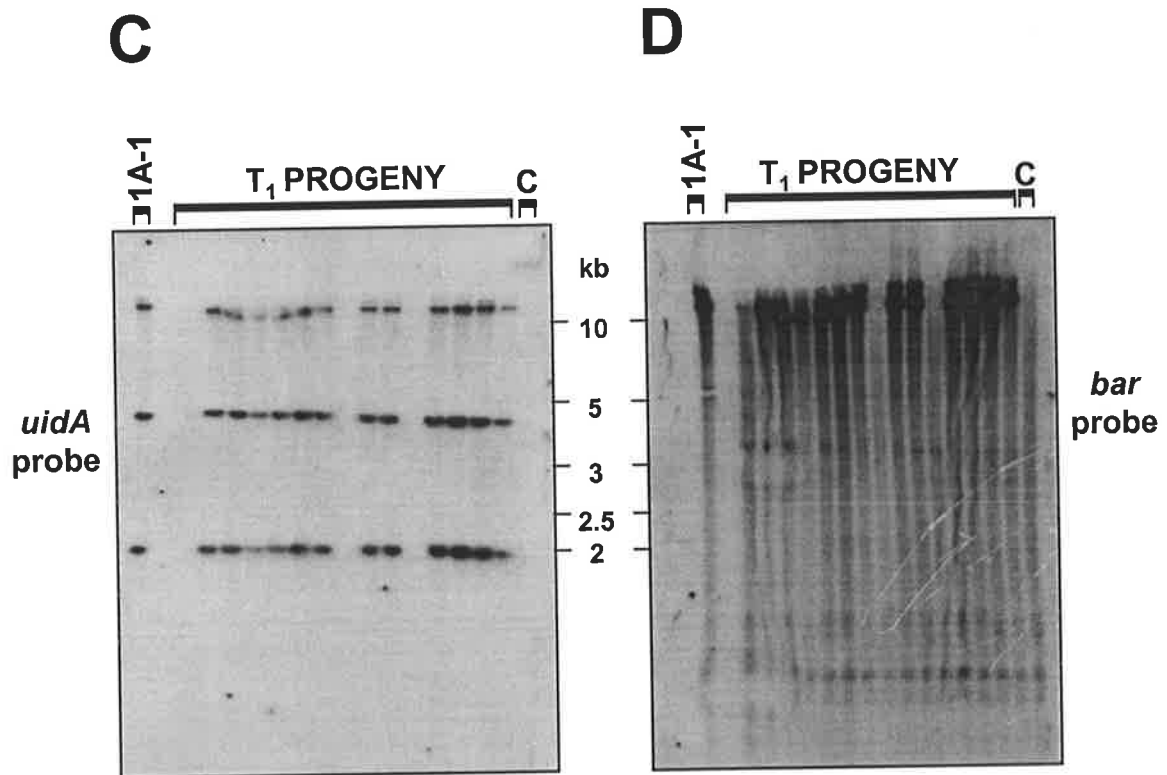 C
D
1A-1
T₁ PROGENY
C
1A-1
T₁ PROGENY
C
kb
10
5
3
2.5
2
uidA
probe
bar
probe